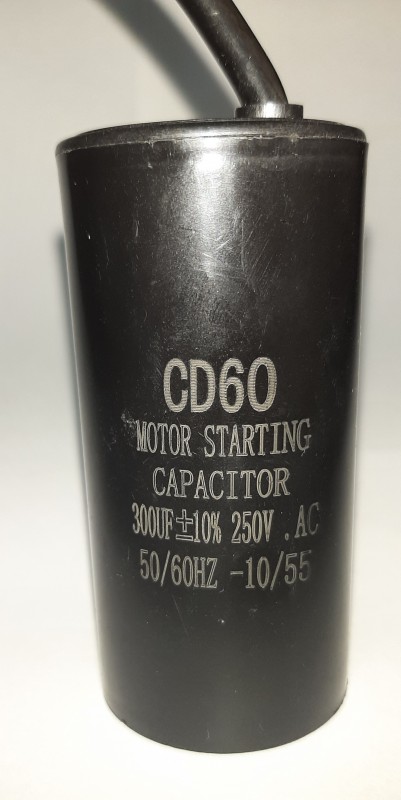 CD60
MOTOR STARTING
CAPACITOR
300UF±10% 250V .AC
50/60HZ -10/55